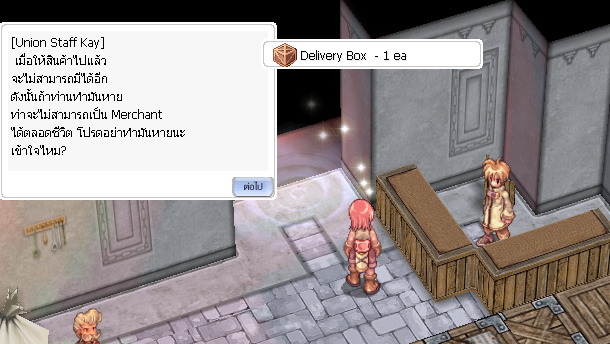 [Union Staff Kay]
เมื่อให้สินค้าไปแล้ว
จะไม่สามารถมีได้อีก
ดังนั้นถ้าท่านทำมันหาย
ท่าจะไม่สามารถเป็น Merchant
ได้ตลอดชีวิต โปรดอย่าทำมันหายนะ
เข้าใจไหม?
ต่อไป
Delivery Box - 1 ea